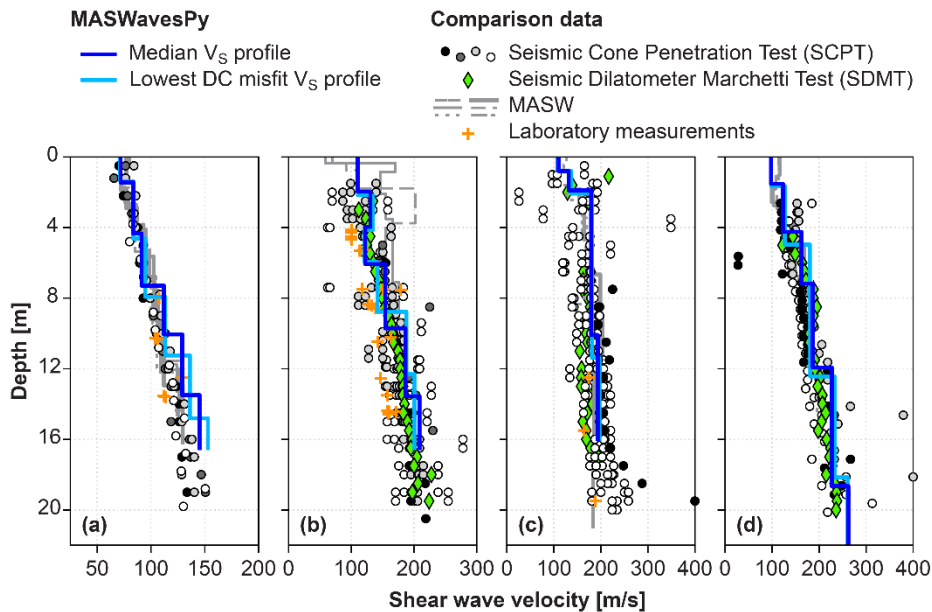 MASWavesPy
Median VS profile
Lowest DC misfit VS profile
Comparison data
Seismic Cone Penetration Test (SCPT)
Seismic Dilatometer Marchetti Test (SDMT)
MASW
Laboratory measurements
Depth [m]
0
4
8
12
16
20
(a)
(b)
(c)
(d)
50 100 150 200
0 100 200 300
0 100 200 300 400
0 100 200 300 400
Shear wave velocity [m/s]